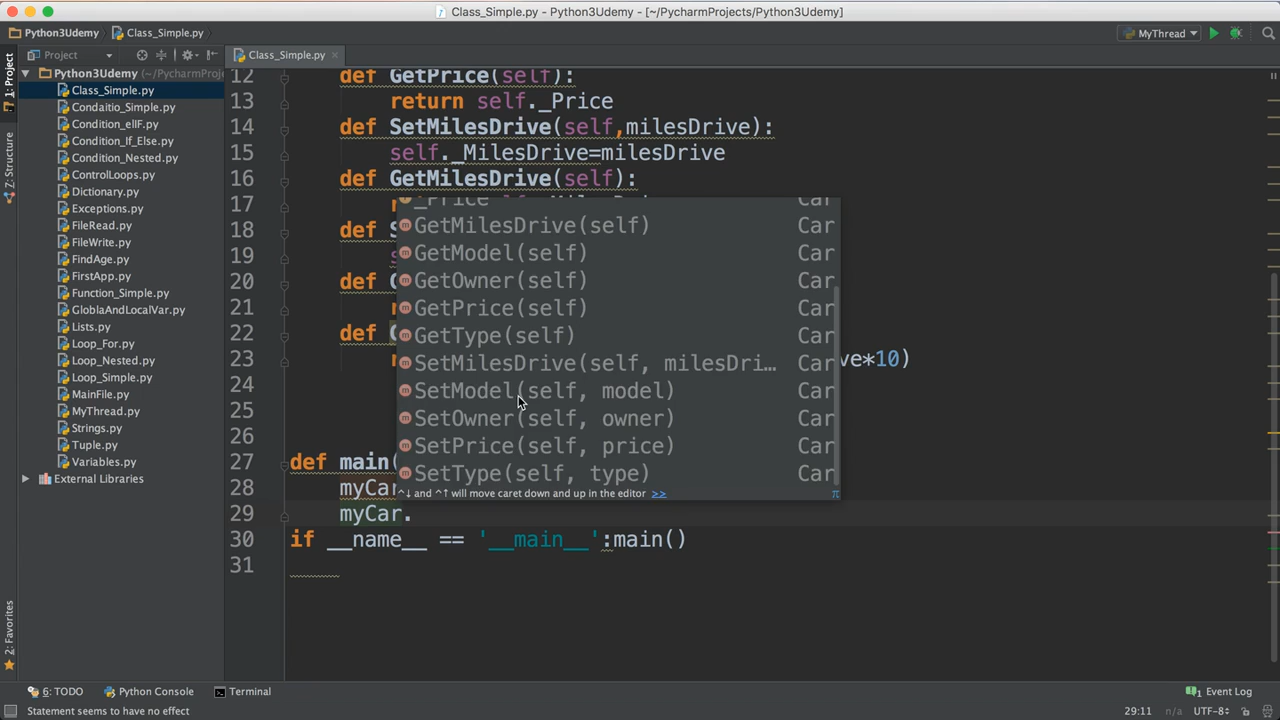 Class_Simple.py - Python3Udemy - [~/PycharmProjects/Python3Udemy]
Python3Udemy Class_Simple.py MyThread
1: Project
Z: Structure
2: Favorites
Project
Python3Udemy (~/PycharmProj
Class_Simple.py
Condaitio_Simple.py
Condition_elIF.py
Condition_If_Else.py
Condition_Nested.py
ControlLoops.py
DIctionary.py
Exceptions.py
FileRead.py
FileWrite.py
FindAge.py
FirstApp.py
Function_Simple.py
GloblaAndLocalVar.py
Lists.py
Loop_For.py
Loop_Nested.py
Loop_Simple.py
MainFile.py
MyThread.py
Strings.py
Tuple.py
Variables.py
External Libraries
Class_Simple.py
12 def GetPrice(self):
13 return self._Price
14 def SetMilesDrive(self,milesDrive):
15 self._MilesDrive=milesDrive
16 def GetMilesDrive(self):
17
18 def
19
20 def
21
22 def
23 ve*10)
24
25
26
27 def main(
28 myCar
29 myCar.
30 if __name__ == '__main__':main()
31
_Price Car
GetMilesDrive(self) Car
GetModel(self) Car
GetOwner(self) Car
GetPrice(self) Car
GetType(self) Car
SetMilesDrive(self, milesDri… Car
SetModel(self, model) Car
SetOwner(self, owner) Car
SetPrice(self, price) Car
SetType(self, type) Car
^↓ and ^↑ will move caret down and up in the editor >> π
6: TODO Python Console Terminal 1 Event Log
Statement seems to have no effect 29:11 n/a UTF-8